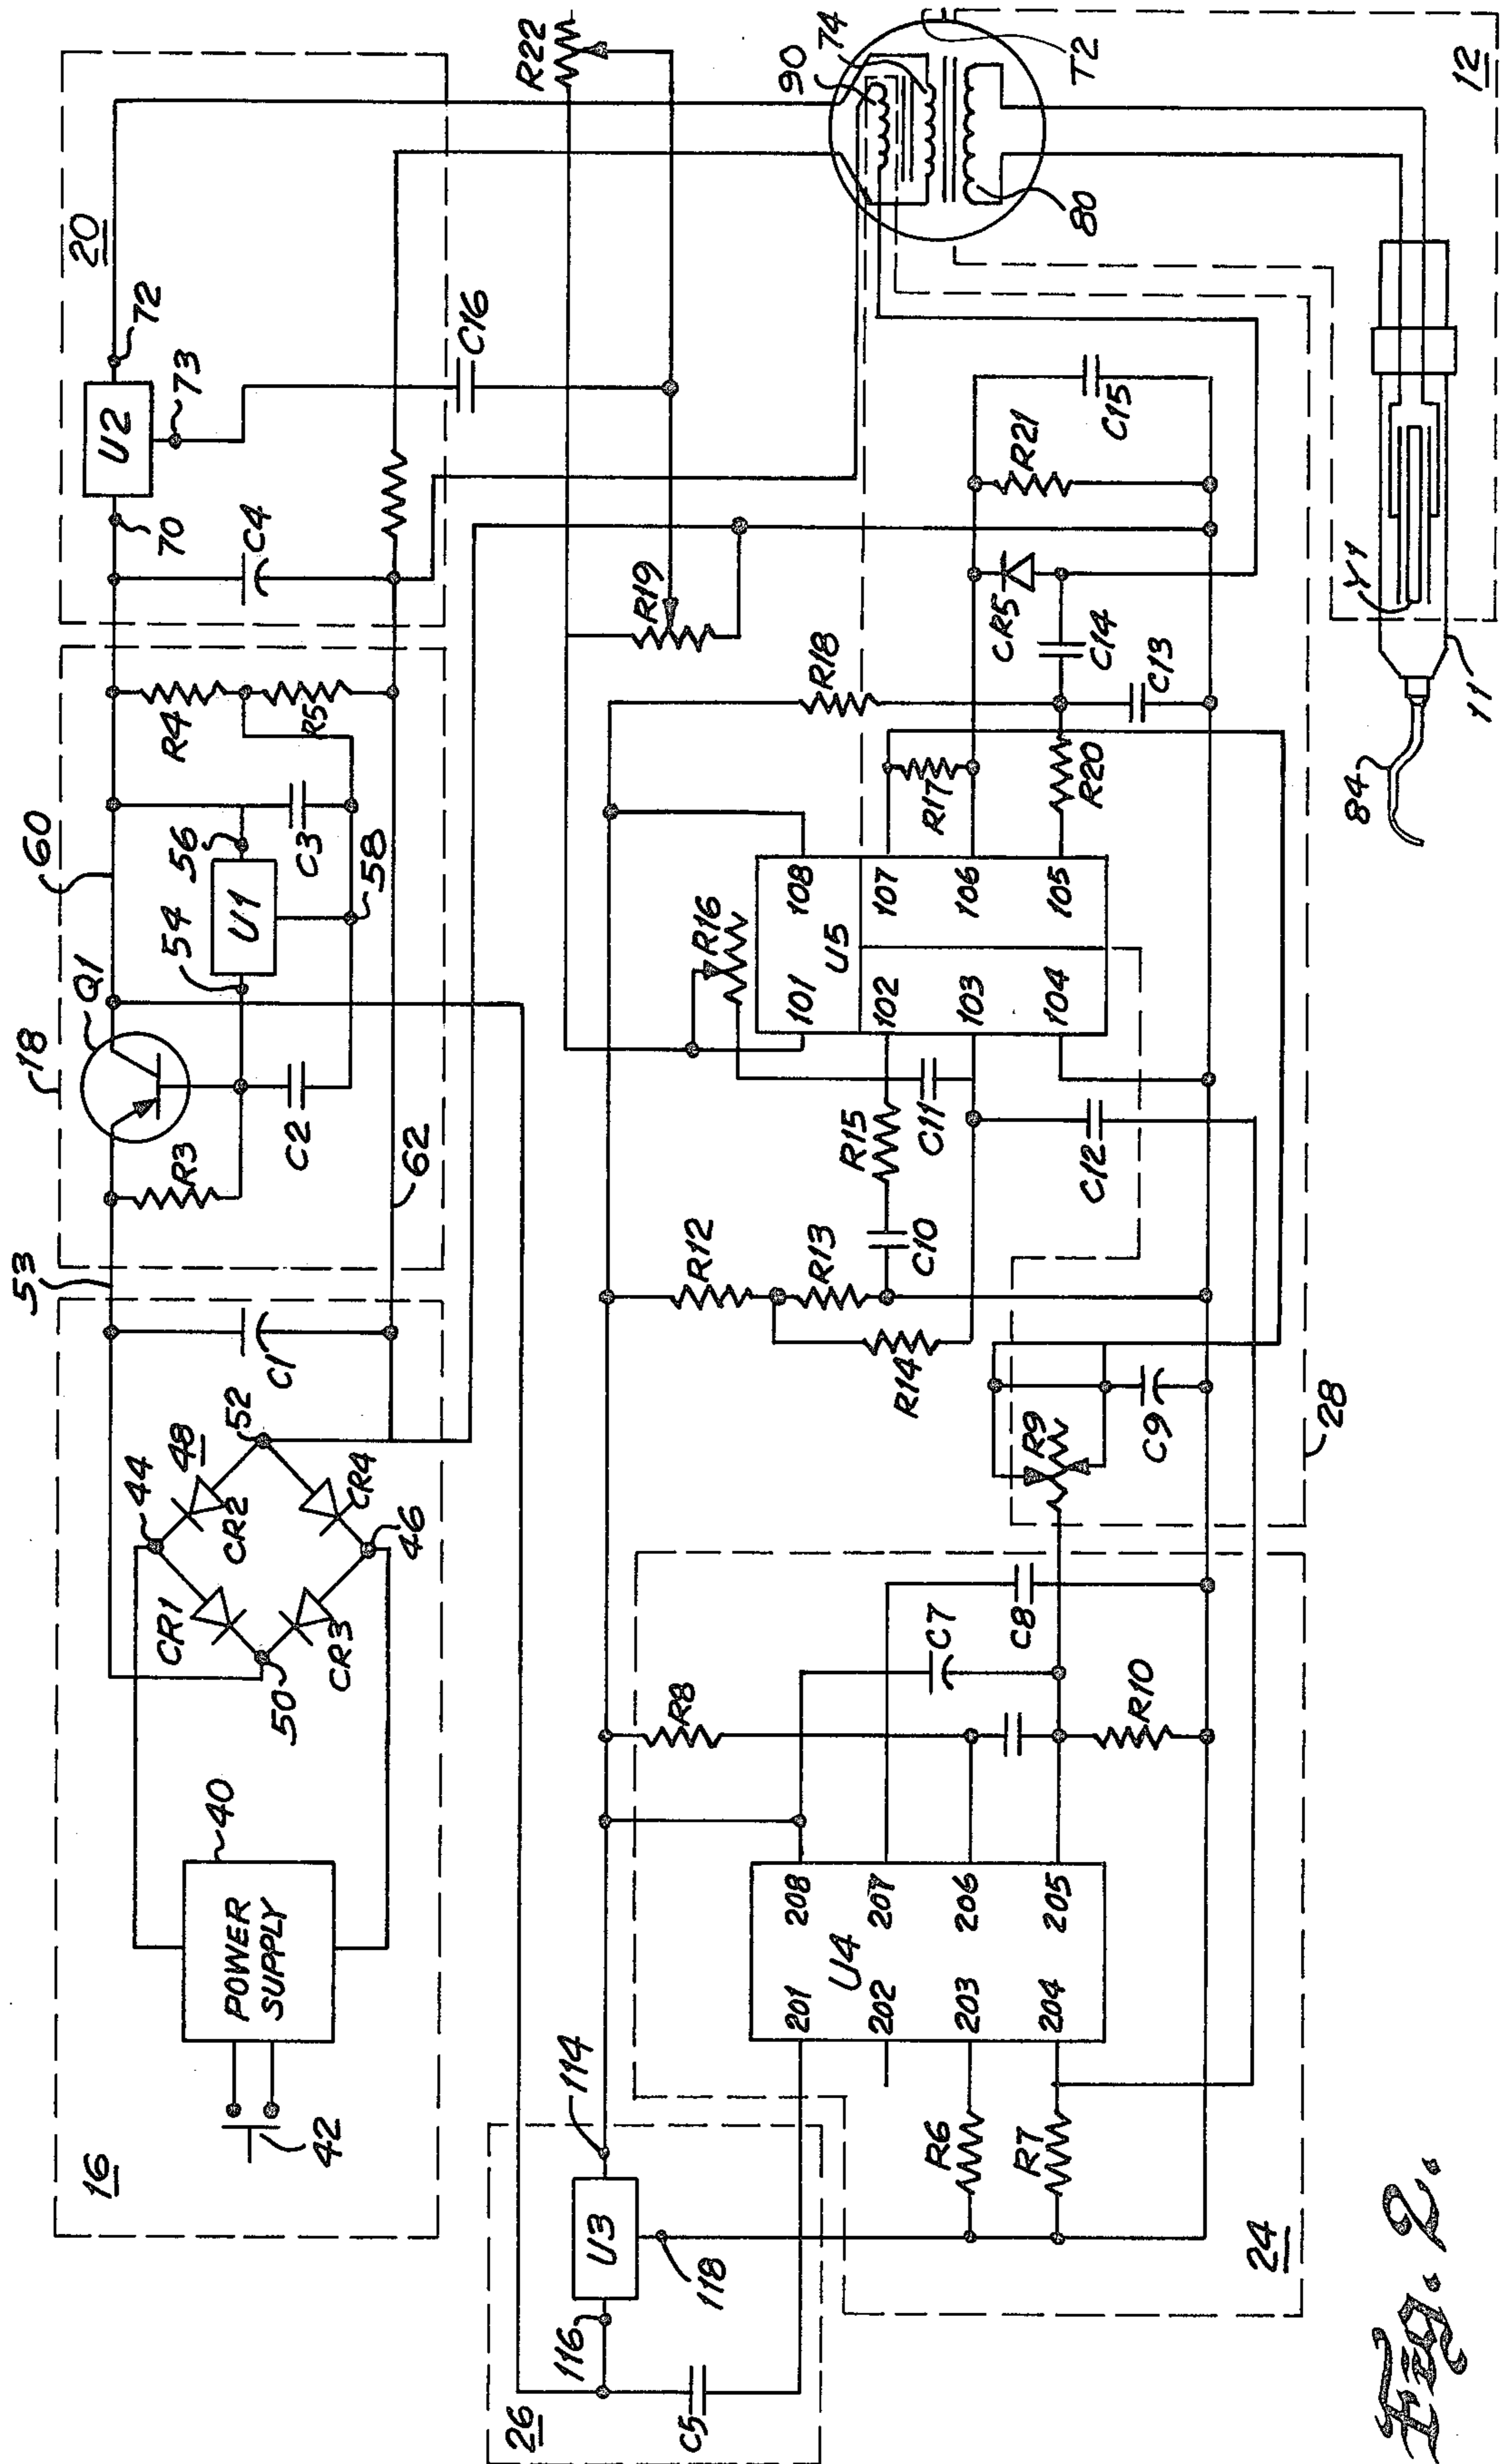 16
42
POWER
SUPPLY
40
44
CR1
CR2
48
52
50
CR3
CR4
46
C1
53
18
Q1
60
R3
54
U1
56
C2
C3
58
62
R4
R5
20
70
U2
72
73
C4
C16
R22
R19
90
74
T2
80
12
26
116
U3
114
118
C5
24
R6
R7
U4
201
202
203
204
208
207
206
205
R8
C7
C8
R10
R9
C9
28
R12
R13
R14
C10
R15
C11
C12
R16
U5
101
102
103
104
108
107
106
105
R17
R18
R20
CR5
C14
C13
R21
C15
84
11
Y1
Fig. 2.